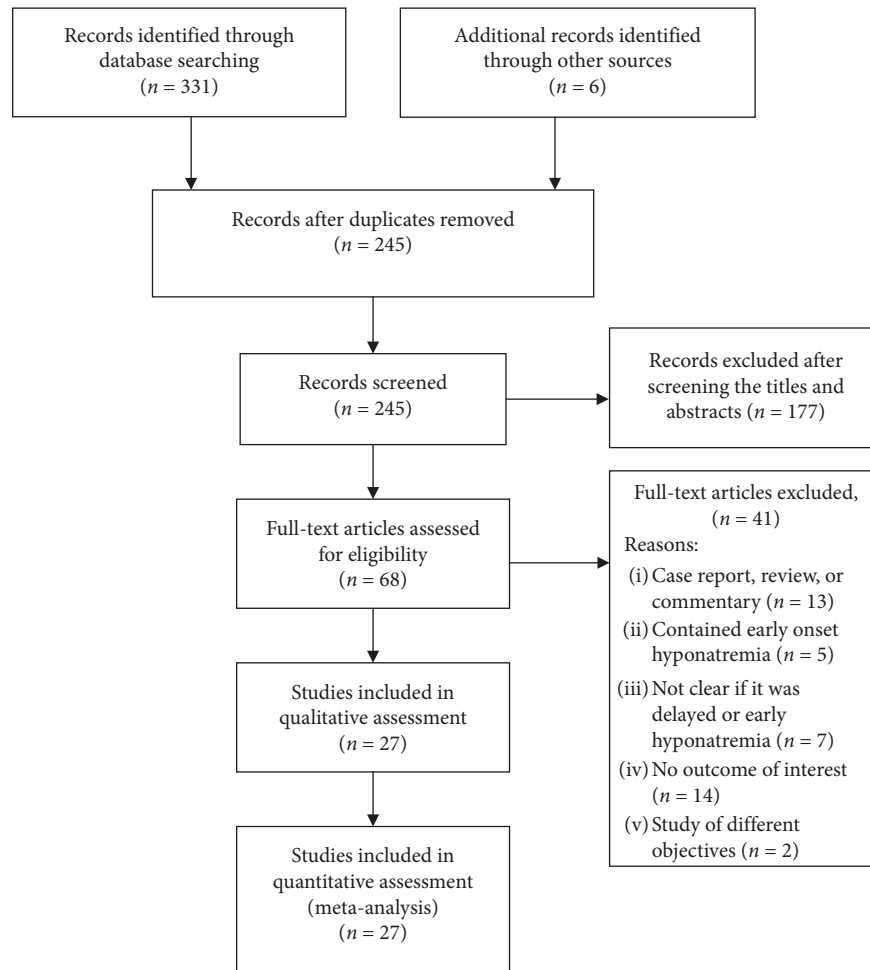 Records identified through
database searching
(n = 331)
Additional records identified
through other sources
(n = 6)
Records after duplicates removed
(n = 245)
Records screened
(n = 245)
Records excluded after
screening the titles and
abstracts (n = 177)
Full-text articles assessed
for eligibility
(n = 68)
Full-text articles excluded,
(n = 41)
Reasons:
(i) Case report, review, or
commentary (n = 13)
(ii) Contained early onset
hyponatremia (n = 5)
(iii) Not clear if it was
delayed or early
hyponatremia (n = 7)
(iv) No outcome of interest
(n = 14)
(v) Study of different
objectives (n = 2)
Studies included in
qualitative assessment
(n = 27)
Studies included in
quantitative assessment
(meta-analysis)
(n = 27)